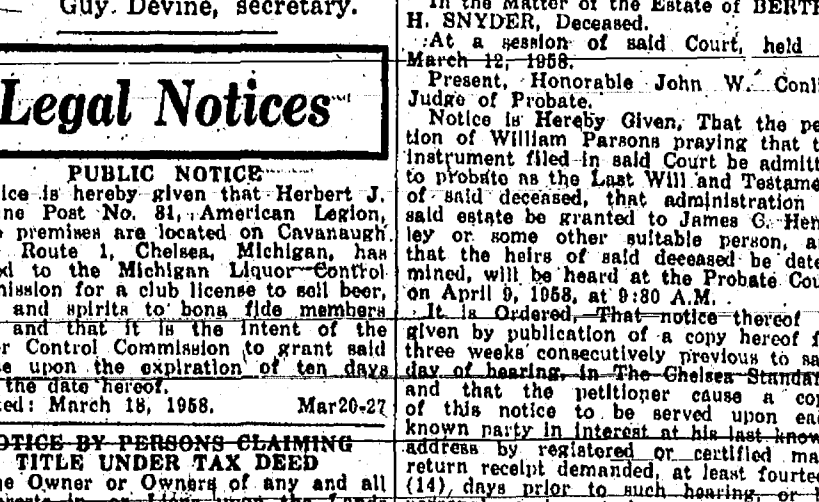 Guy Devine, secretary.
Legal Notices
PUBLIC NOTICE
ice is hereby given that Herbert J.
ne Post No. 81, American Legion,
premises are located on Cavanaugh
Route 1, Chelsea, Michigan, has
ed to the Michigan Liquor Control
mission for a club license to sell beer,
and spirits to bona fide members
and that it is the intent of the
r Control Commission to grant said
e upon the expiration of ten days
the date hereof.
ted: March 18, 1958. Mar20-27
OTICE BY PERSONS CLAIMING
TITLE UNDER TAX DEED
he Owner or Owners of any and all
upon the Lands
In the Matter of the Estate of BERTH
H. SNYDER, Deceased.
At a session of said Court, held
March 12, 1958.
Present, Honorable John W. Conli
Judge of Probate.
Notice is Hereby Given, That the pe
tion of William Parsons praying that t
instrument filed in said Court be admitt
to probate as the Last Will and Testame
of said deceased, that administration
said estate be granted to James C. Hen
ley or some other suitable person, a
that the heirs of said deceased be dete
mined, will be heard at the Probate Cou
on April 9, 1958, at 9:30 A.M.
It is Ordered, That notice thereof
given by publication of a copy hereof f
three weeks consecutively previous to sa
day of hearing, in The Chelsea Standar
and that the petitioner cause a cop
of this notice to be served upon eac
known party in interest at his last know
address by registered or certified ma
return receipt demanded, at least fourtee
(14) days prior to such hearing, or